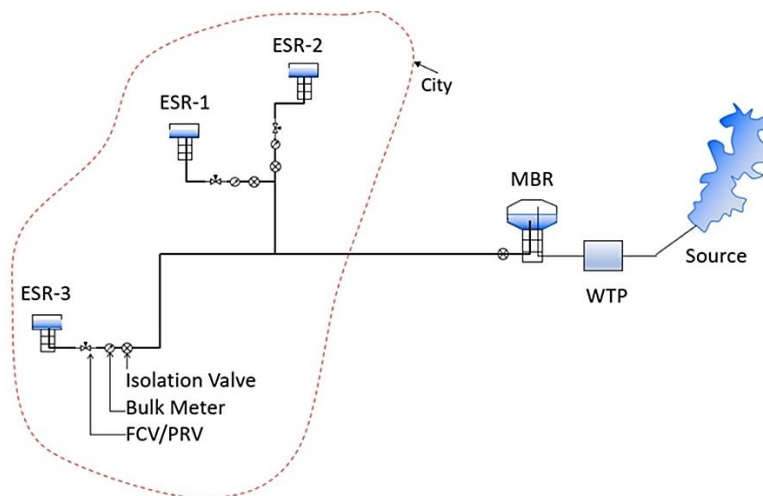 ESR-2
City
ESR-1
MBR
Source
WTP
ESR-3
Isolation Valve
Bulk Meter
FCV/PRV